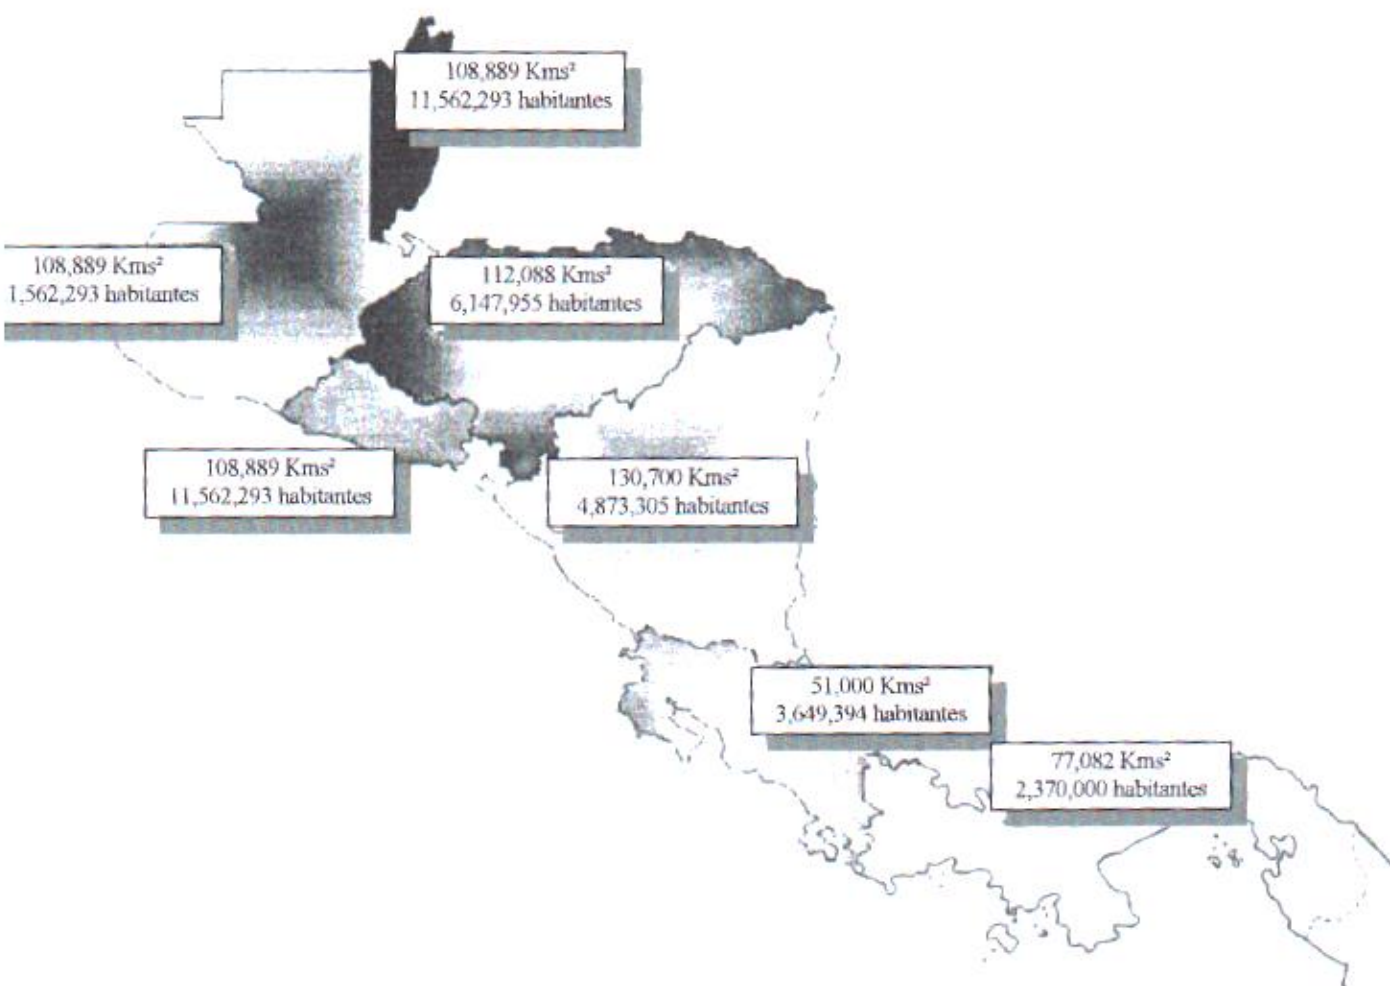 108,889 Kms²
11,562,293 habitantes
108,889 Kms²
1,562,293 habitantes
112,088 Kms²
6,147,955 habitantes
108,889 Kms²
11,562,293 habitantes
130,700 Kms²
4,873,305 habitantes
51,000 Kms²
3,649,394 habitantes
77,082 Kms²
2,370,000 habitantes